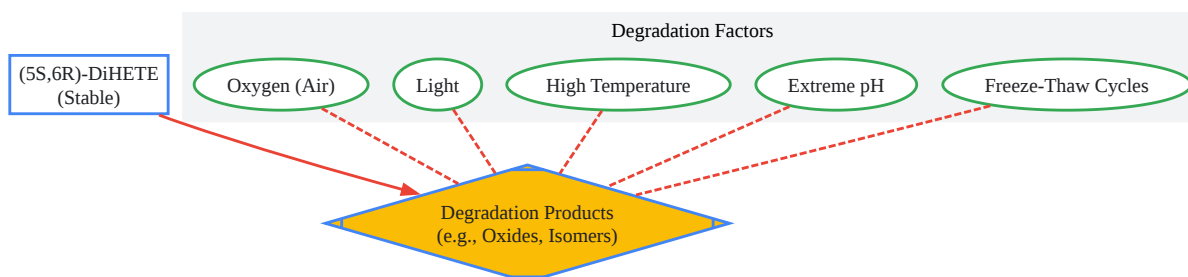 Degradation Factors
(5S,6R)-DiHETE
(Stable)
Oxygen (Air)
Light
High Temperature
Extreme pH
Freeze-Thaw Cycles
Degradation Products
(e.g., Oxides, Isomers)